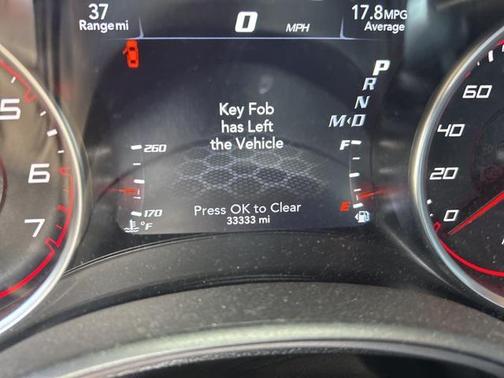 37
Range mi
0 MPH
17.8 MPG
Average
P
R
N
M•D
Key Fob
has Left
the Vehicle
260
170
°F
F
E
Press OK to Clear
33333 mi
5
6
7
60
40
20
0